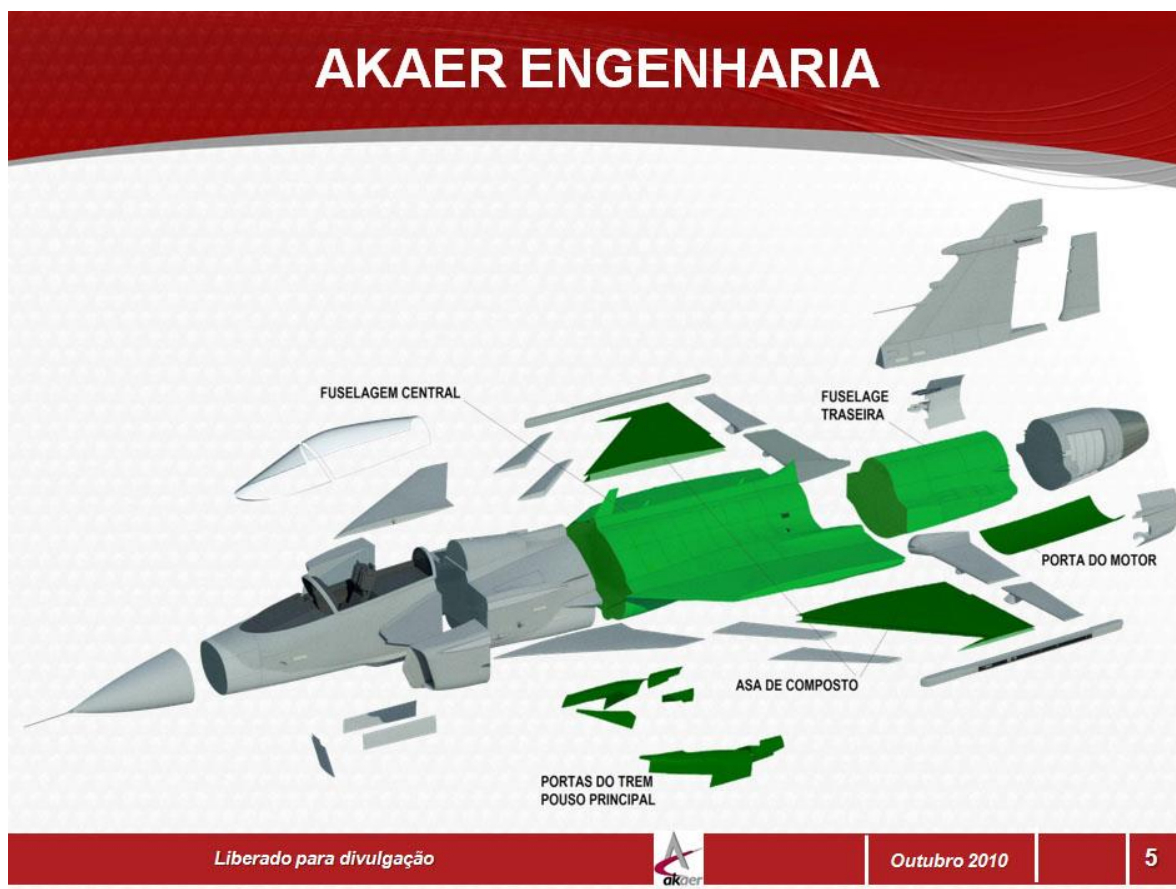 AKAER ENGENHARIA
FUSELAGEM CENTRAL
FUSELAGE
TRASEIRA
PORTA DO MOTOR
ASA DE COMPOSTO
PORTAS DO TREM
POUSO PRINCIPAL
Liberado para divulgação
akaer
Outubro 2010
5